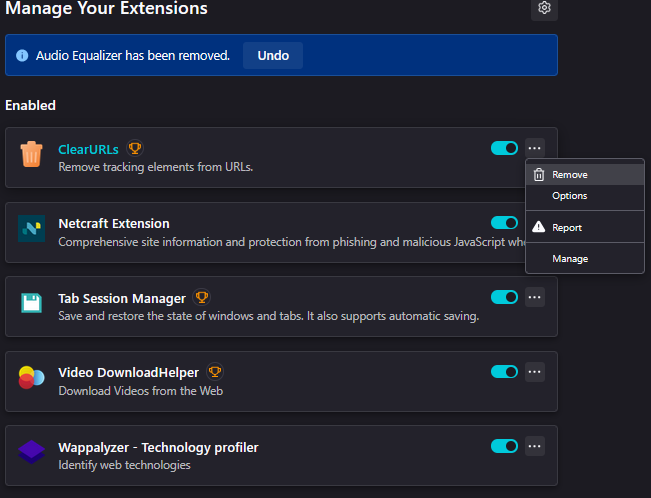 Manage Your Extensions
Audio Equalizer has been removed.
Undo
Enabled
ClearURLs
Remove tracking elements from URLs.
Remove
Options
Report
Manage
Netcraft Extension
Comprehensive site information and protection from phishing and malicious JavaScript
Tab Session Manager
Save and restore the state of windows and tabs. It also supports automatic saving.
Video DownloadHelper
Download Videos from the Web
Wappalyzer - Technology profiler
Identify web technologies